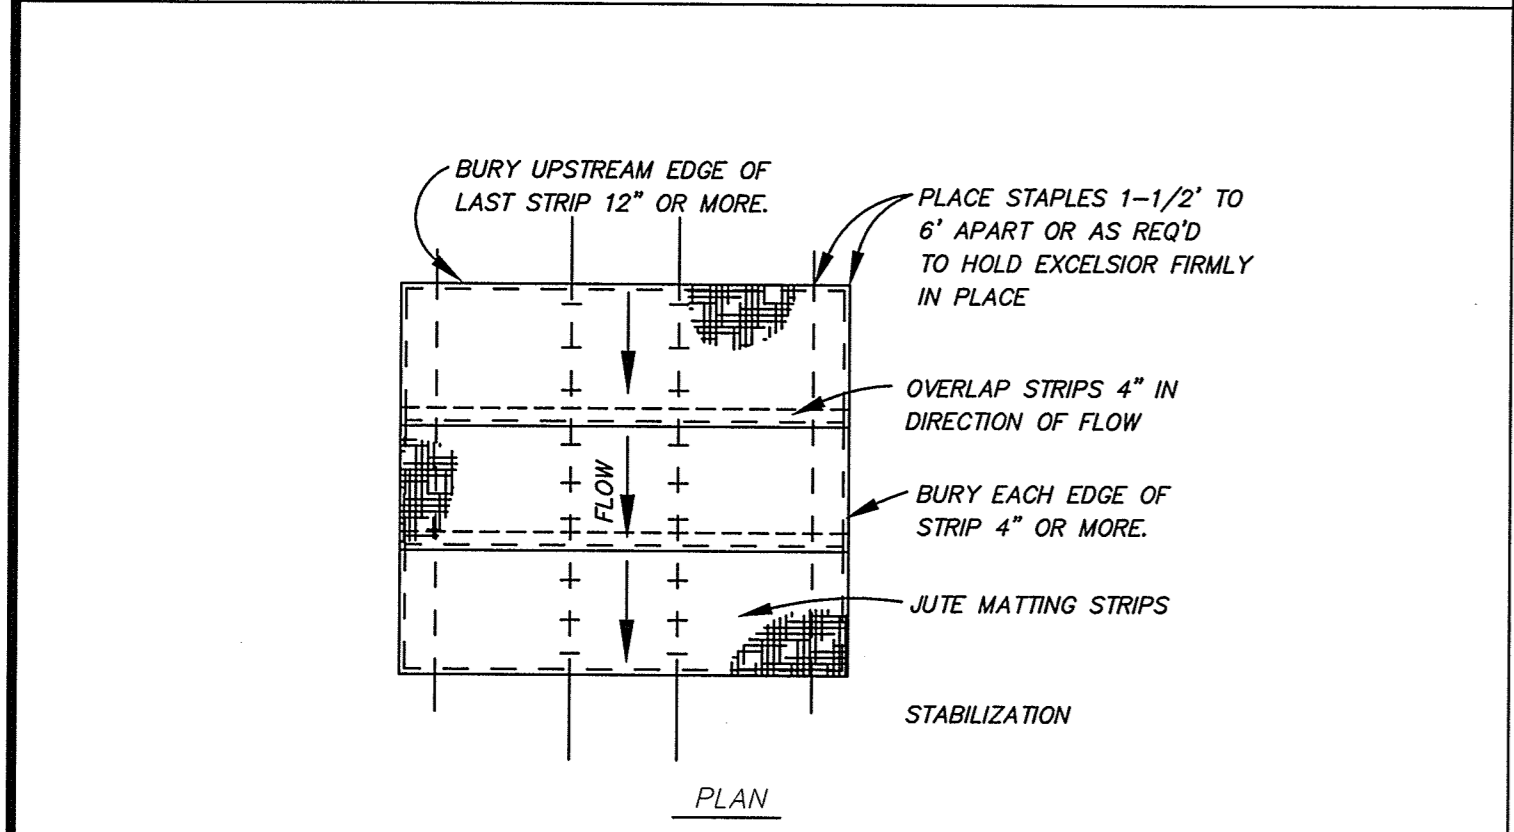 BURY UPSTREAM EDGE OF
LAST STRIP 12" OR MORE.
PLACE STAPLES 1-1/2' TO
6' APART OR AS REQ'D
TO HOLD EXCELSIOR FIRMLY
IN PLACE
OVERLAP STRIPS 4" IN
DIRECTION OF FLOW
FLOW
BURY EACH EDGE OF
STRIP 4" OR MORE.
JUTE MATTING STRIPS
STABILIZATION
PLAN